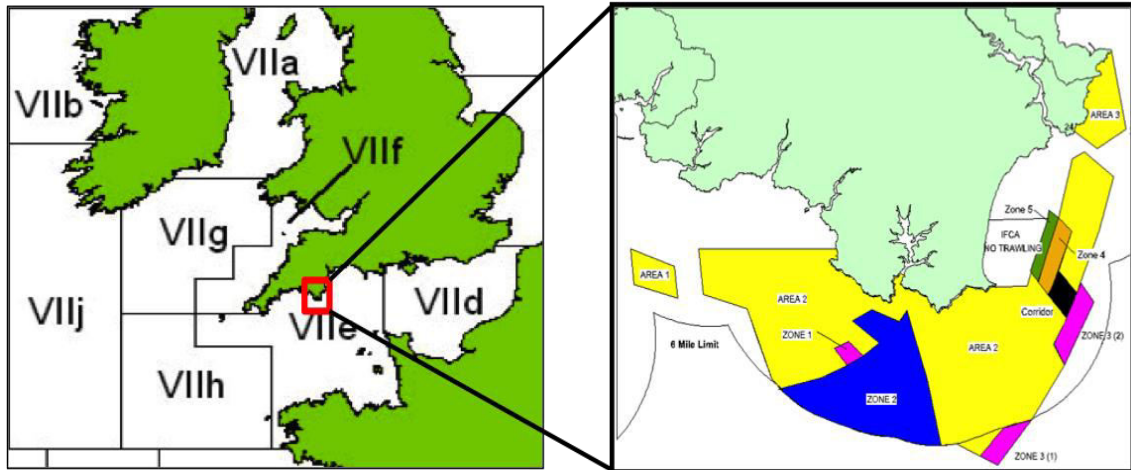 VIIa
VIIb
VIIf
VIIg
VIIj
VIId
VIIe
VIIh
AREA 3
Zone 5
IFCA
NO TRAWLING
Zone 4
AREA 1
AREA 2
Corridor
ZONE 1
6 Mile Limit
AREA 2
ZONE 3 (2)
ZONE 2
ZONE 3 (1)